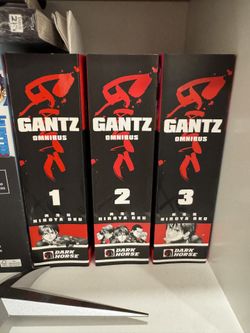 GANTZ
OMNIBUS
1
HIROYA OKU
DARK
HORSE
GANTZ
OMNIBUS
2
HIROYA OKU
DARK
HORSE
GANTZ
OMNIBUS
3
HIROYA OKU
DARK
HORSE